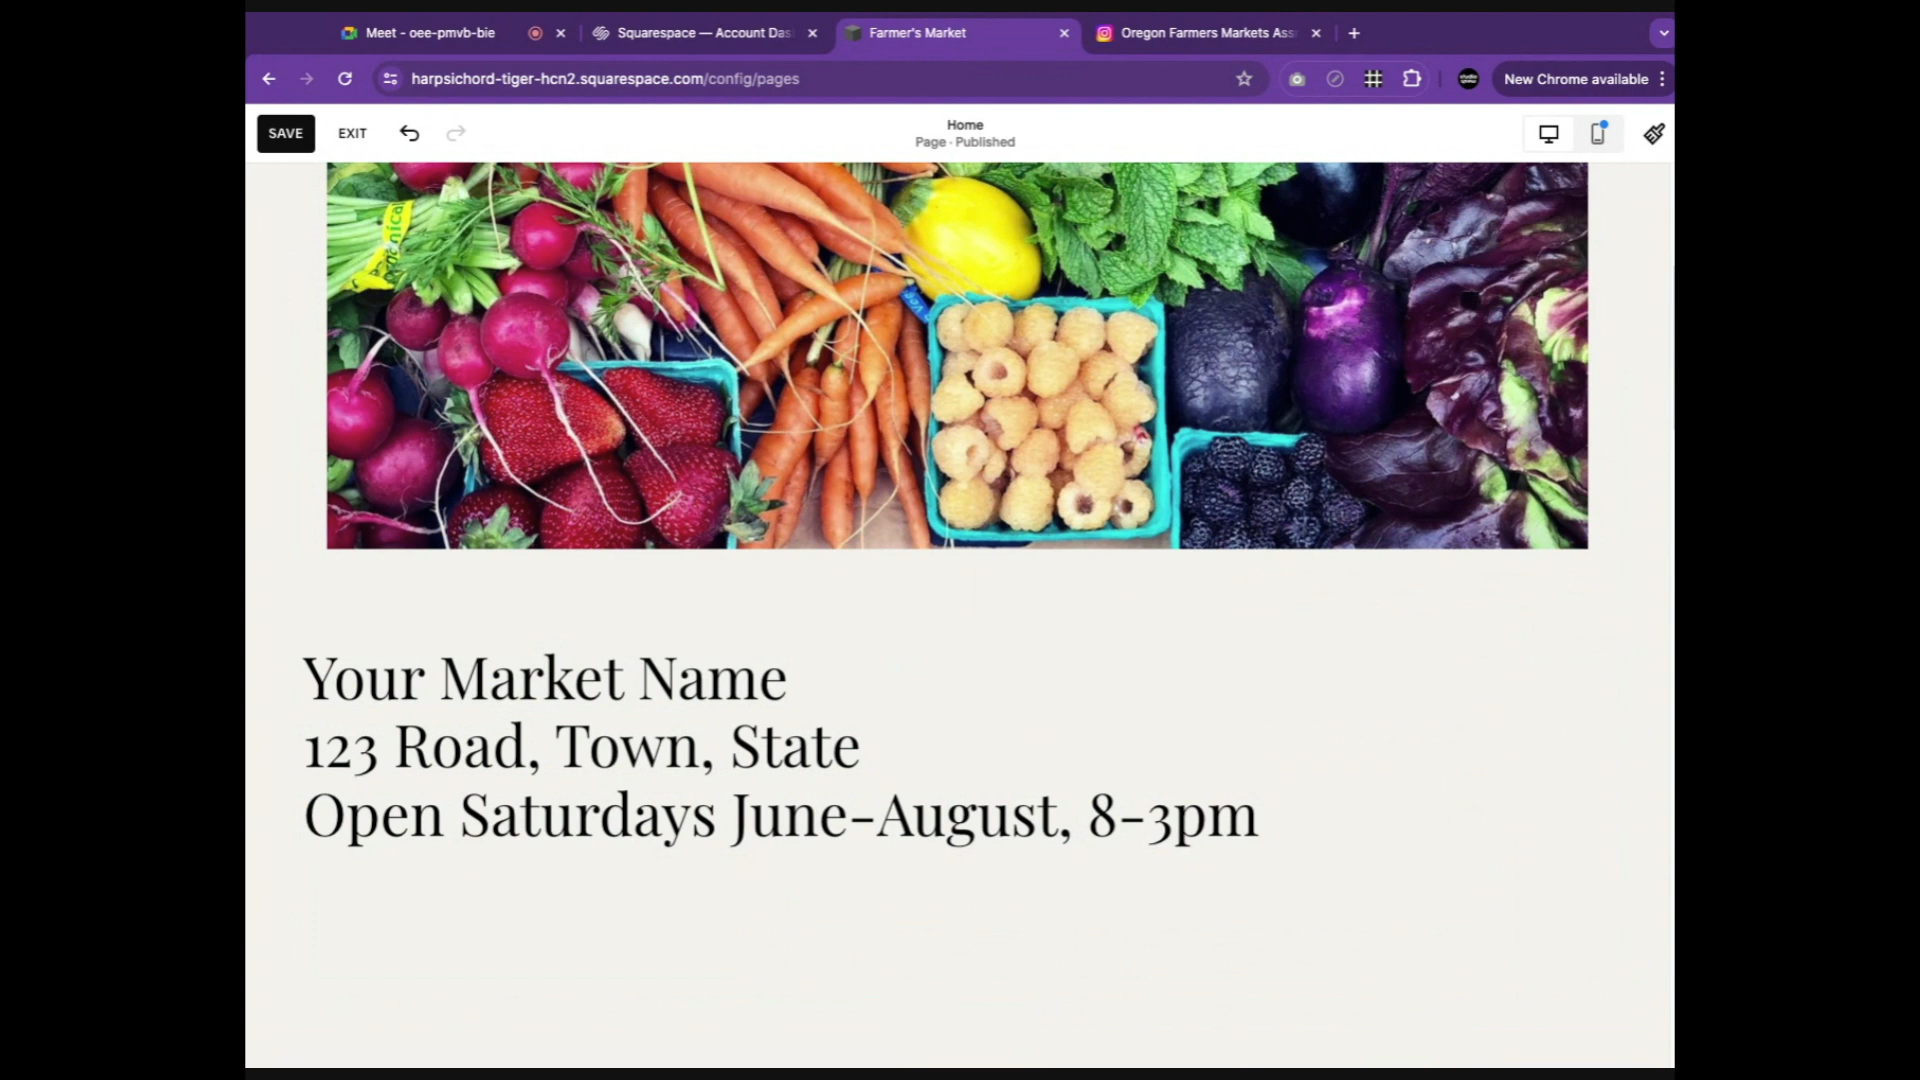 Meet - oee-pmvb-bie
Squarespace — Account Das
Farmer's Market
Oregon Farmers Markets Ass
harpsichord-tiger-hcn2.squarespace.com/config/pages
New Chrome available
SAVE
EXIT
Home
Page · Published
Your Market Name
123 Road, Town, State
Open Saturdays June-August, 8-3pm